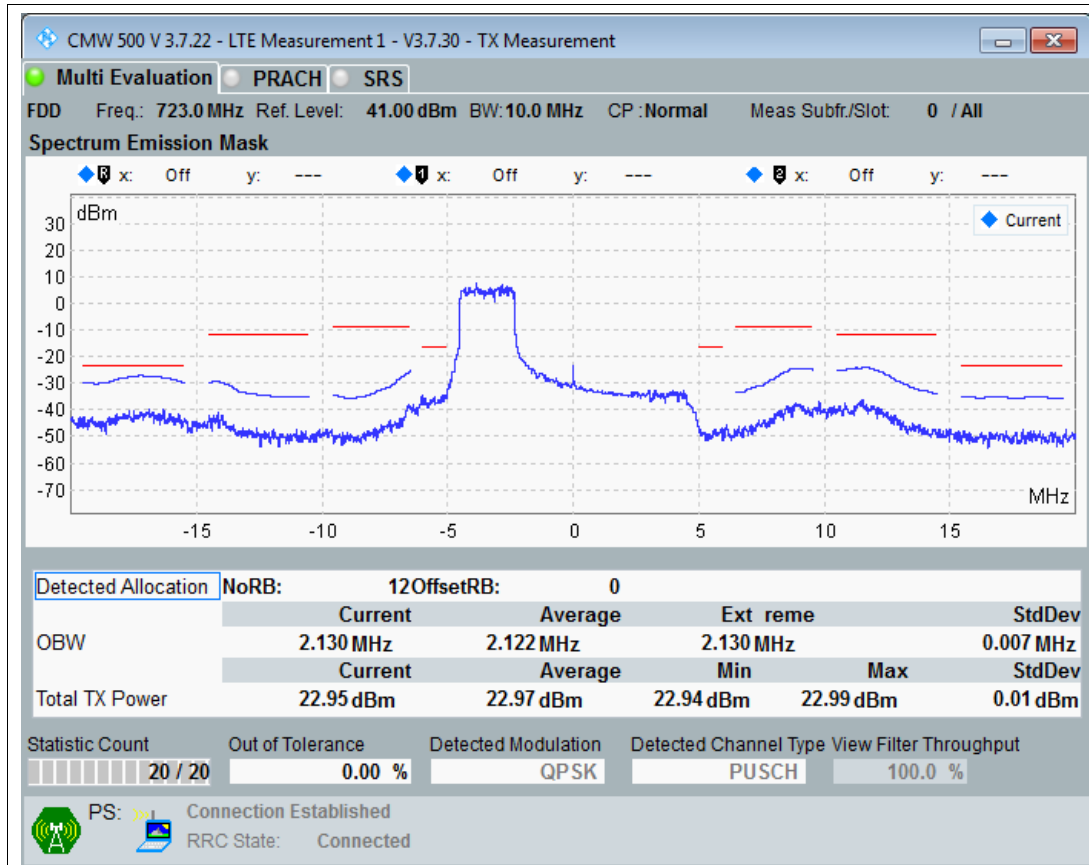 CMW 500 V 3.7.22 - LTE Measurement 1 - V3.7.30 - TX Measurement
Multi Evaluation PRACH SRS
FDD Freq.: 723.0 MHz Ref. Level: 41.00 dBm BW: 10.0 MHz CP : Normal Meas Subfr./Slot: 0 / All
Spectrum Emission Mask
R x: Off y: --- 1 x: Off y: --- 2 x: Off y: ---
dBm
Current
30
20
10
0
-10
-20
-30
-40
-50
-60
-70
MHz
-15 -10 -5 0 5 10 15
Detected Allocation NoRB: 12 OffsetRB: 0
Current Average Ext reme StdDev
OBW 2.130 MHz 2.122 MHz 2.130 MHz 0.007 MHz
Current Average Min Max StdDev
Total TX Power 22.95 dBm 22.97 dBm 22.94 dBm 22.99 dBm 0.01 dBm
Statistic Count Out of Tolerance Detected Modulation Detected Channel Type View Filter Throughput
20 / 20 0.00 % QPSK PUSCH 100.0 %
PS: Connection Established
RRC State: Connected